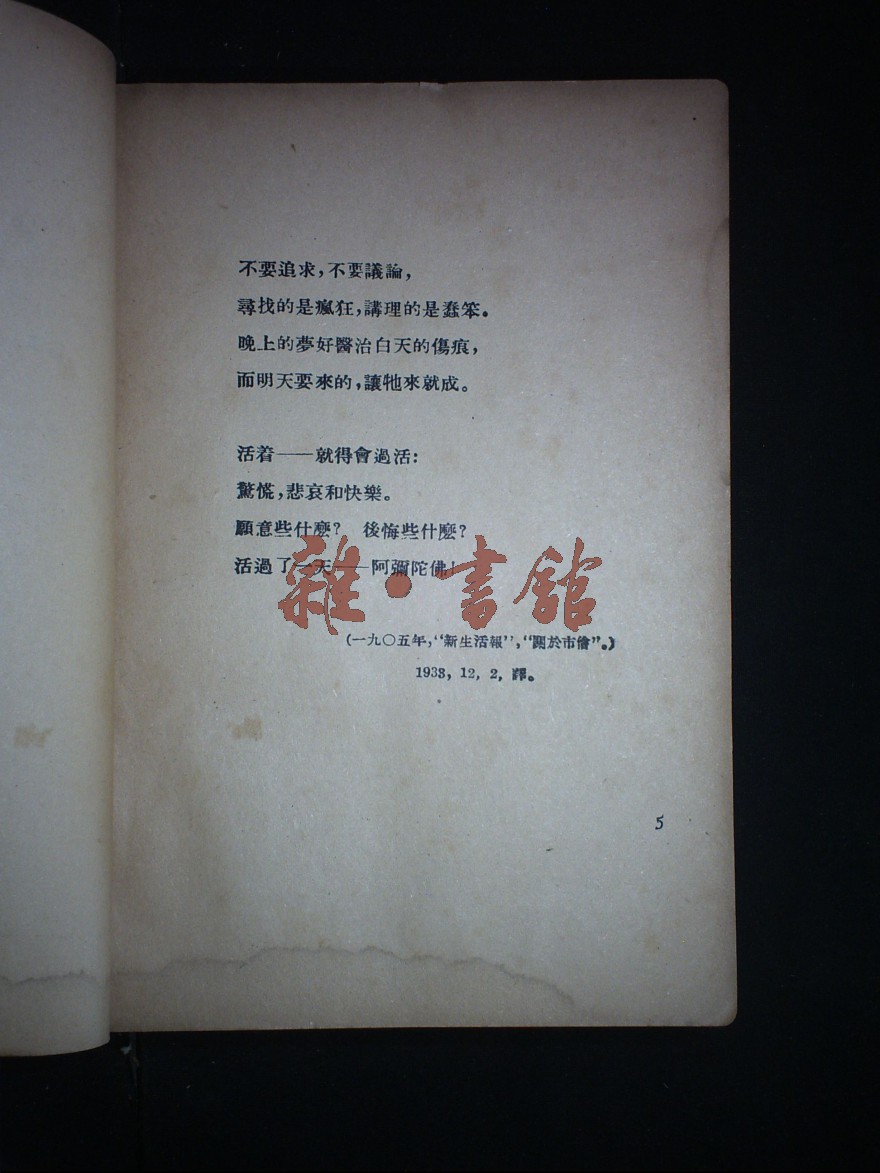 不要追求，不要議論，
尋找的是瘋狂，講理的是蠢笨。
晚上的夢好醫治白天的傷痕，
而明天要來的，讓牠來就成。
活着——就得會過活：
驚慌，悲哀和快樂。
願意些什麽？ 後悔些什麽？
活過了一天——阿彌陀佛！
雜·書館
（一九〇五年，“新生活報”，“關於市儈”。）
1938，12，2，譯。
5